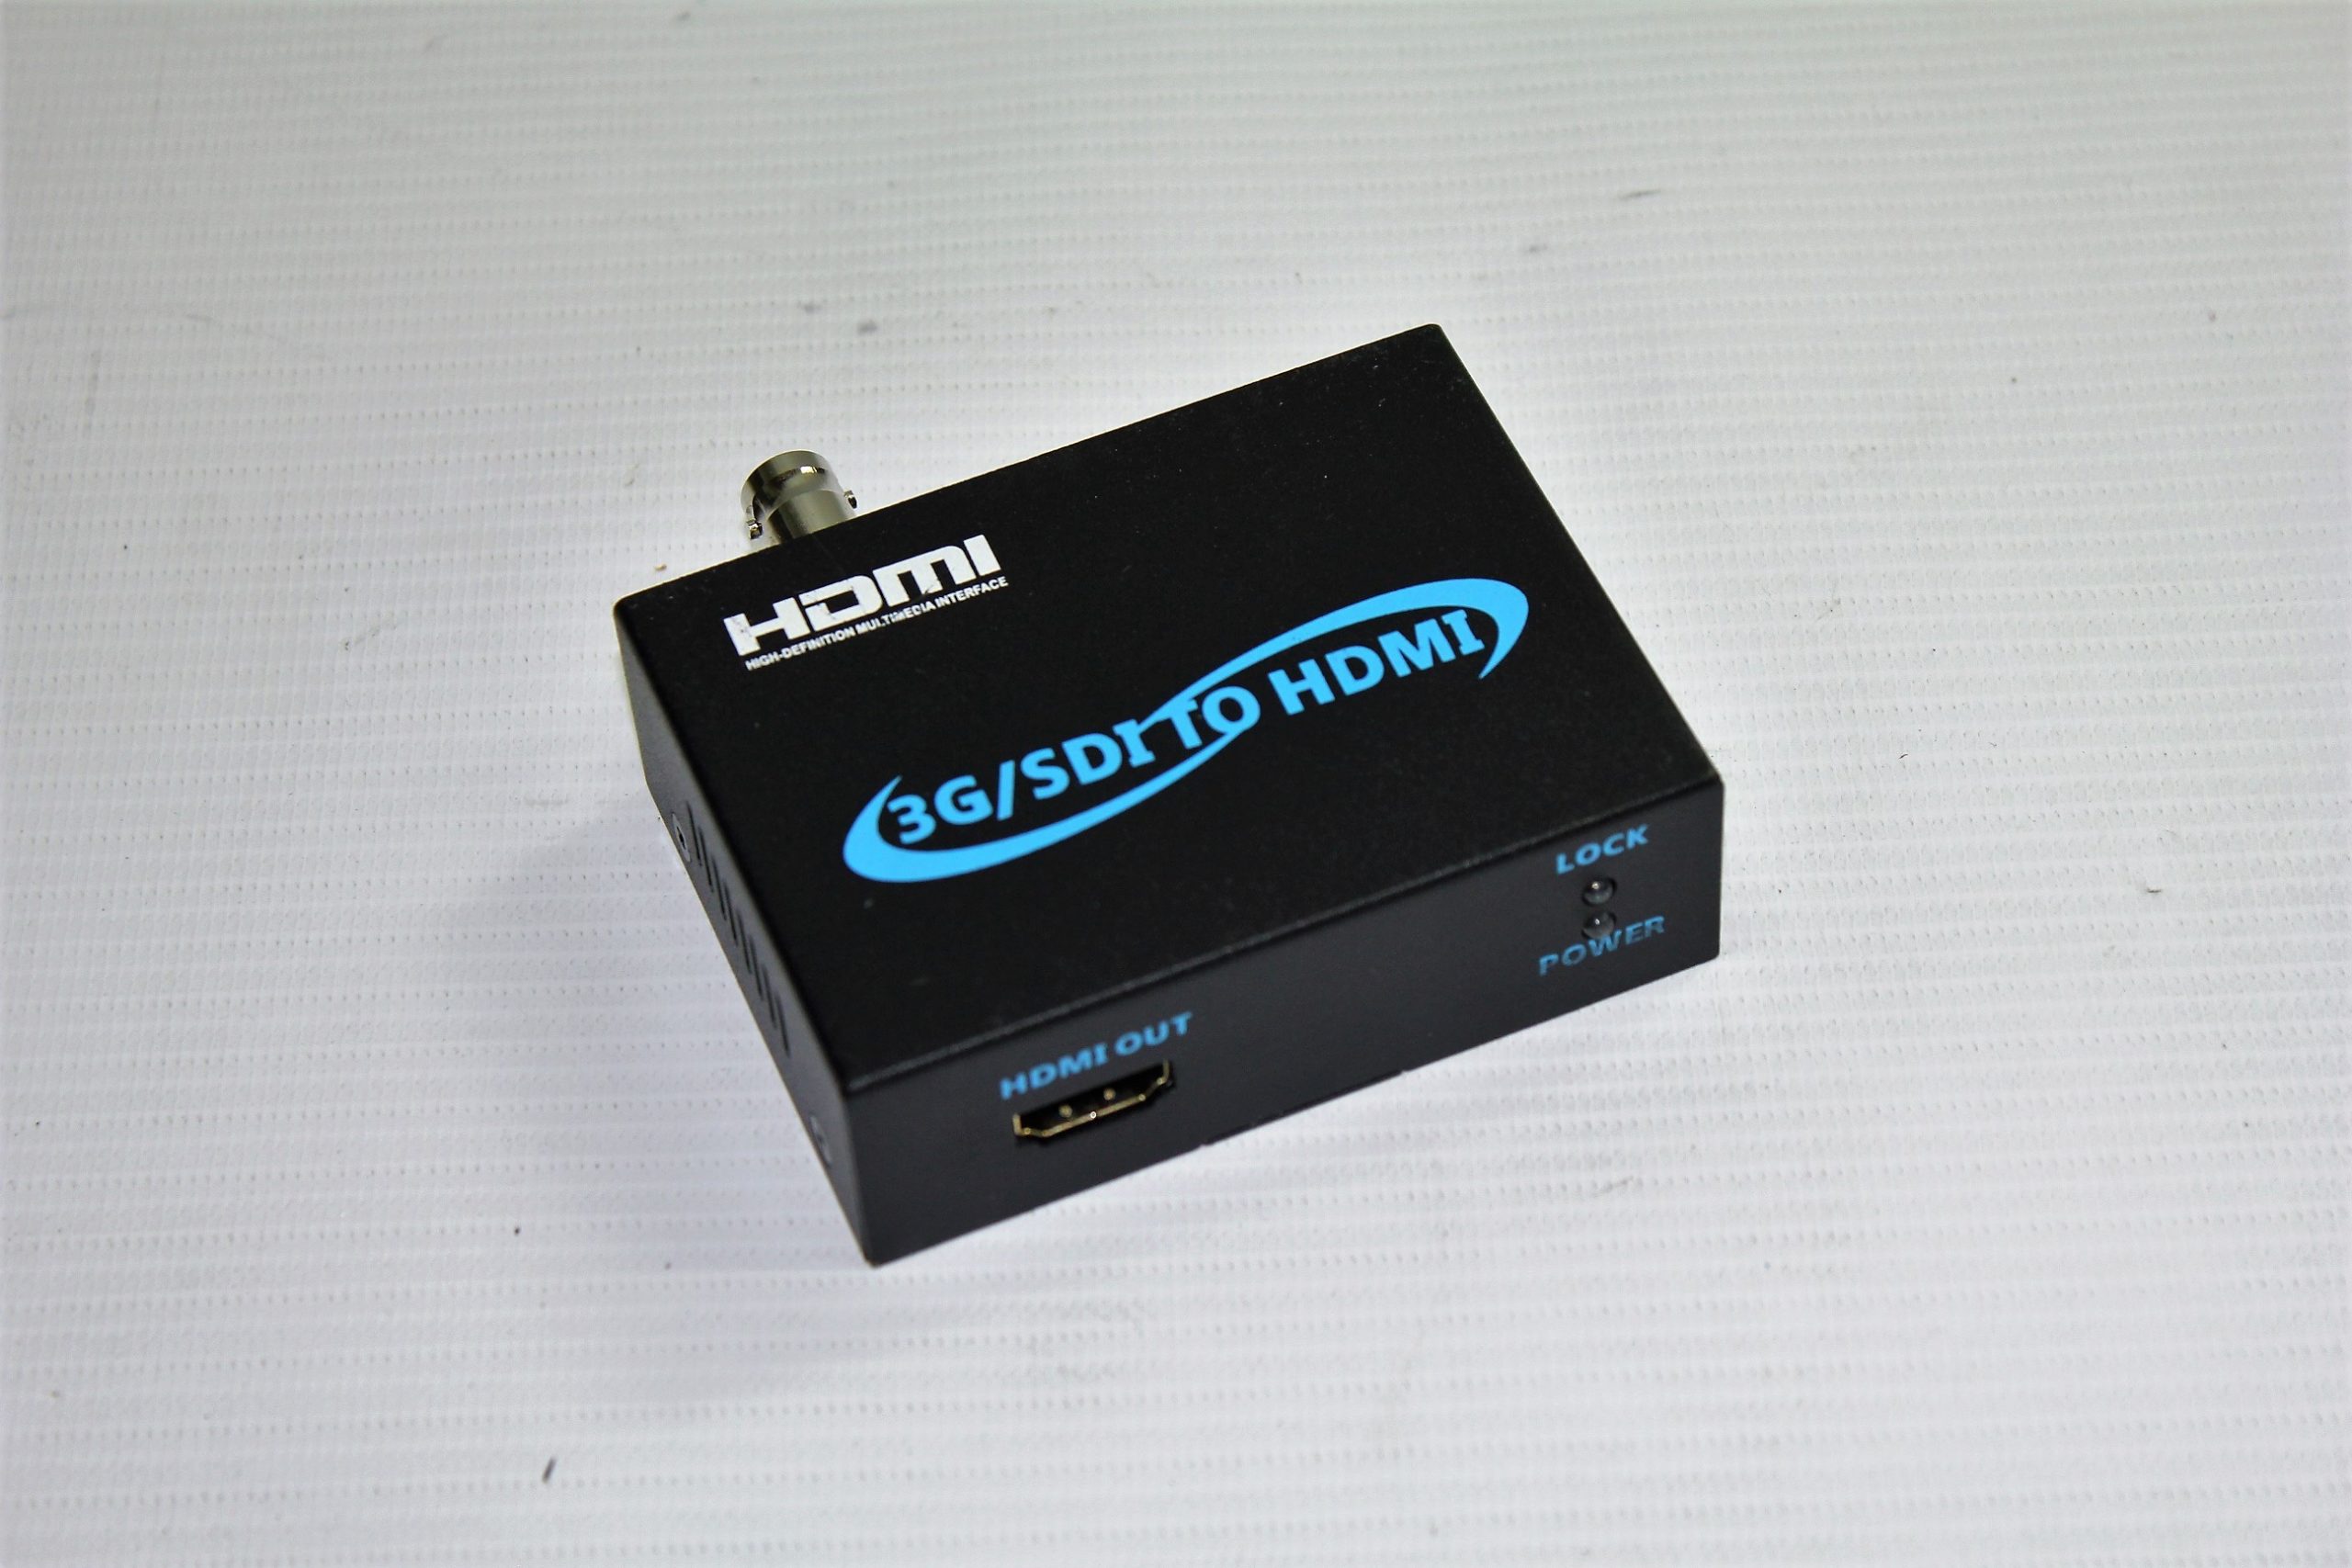 HDMI
HIGH-DEFINITION MULTIMEDIA INTERFACE
3G/SDI TO HDMI
LOCK
POWER
HDMI OUT